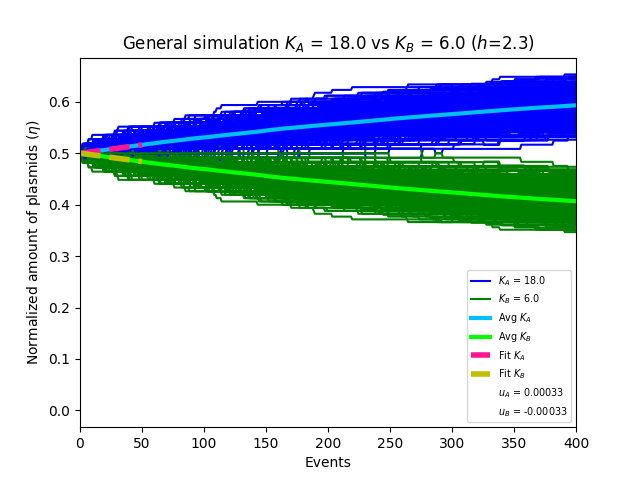 General simulation K_A = 18.0 vs K_B = 6.0 (h=2.3)
Normalized amount of plasmids (η)
0.6
0.5
0.4
0.3
0.2
0.1
0.0
K_A = 18.0
K_B = 6.0
Avg K_A
Avg K_B
Fit K_A
Fit K_B
u_A = 0.00033
u_B = -0.00033
0 50 100 150 200 250 300 350 400
Events